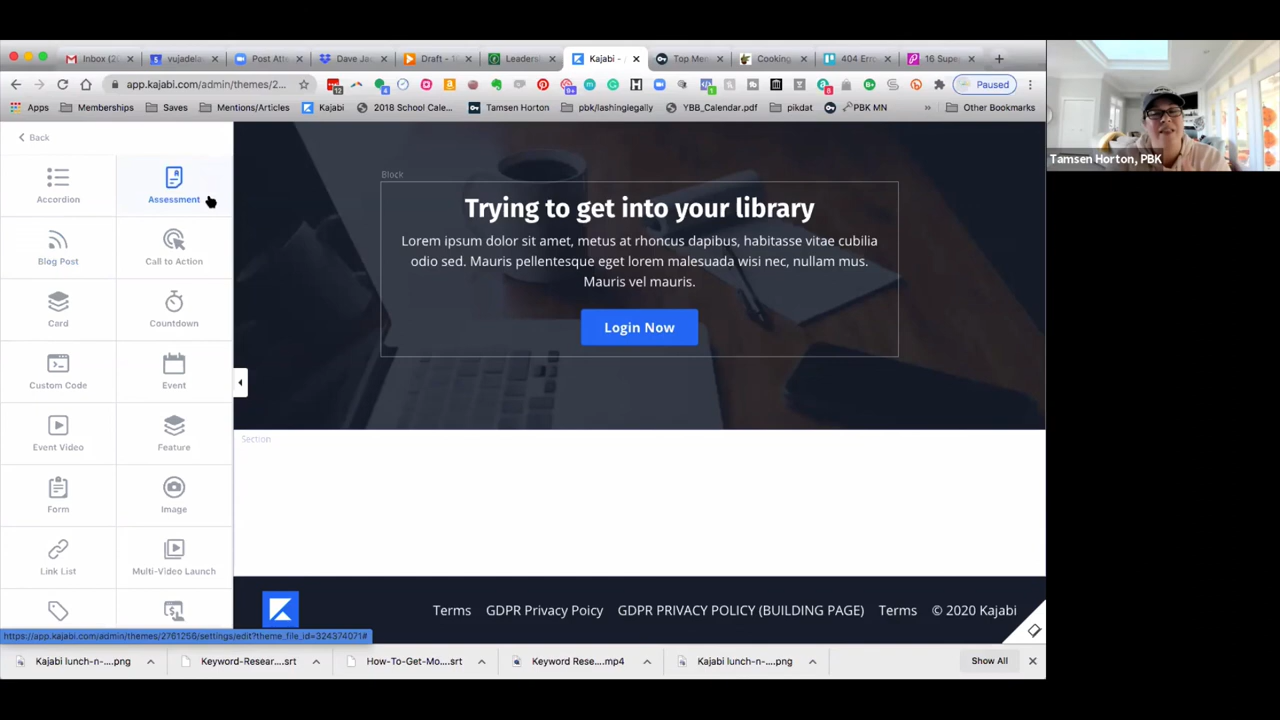 Inbox (2(
vujadela
Post Atte
Dave Ja
Draft - 1
Leaders
Kajabi -
Top Men
Cooking
404 Erro
16 Supe
app.kajabi.com/admin/themes/2...
Paused
Apps
Memberships
Saves
Mentions/Articles
Kajabi
2018 School Cale...
Tamsen Horton
pbk/lashinglegally
YBB_Calendar.pdf
pikdat
PBK MN
»
Other Bookmarks
Tamsen Horton, PBK
Back
Accordion
Assessment
Blog Post
Call to Action
Card
Countdown
Custom Code
Event
Event Video
Feature
Form
Image
Link List
Multi-Video Launch
Block
Trying to get into your library
Lorem ipsum dolor sit amet, metus at rhoncus dapibus, habitasse vitae cubilia
odio sed. Mauris pellentesque eget lorem malesuada wisi nec, nullam mus.
Mauris vel mauris.
Login Now
Section
Terms
GDPR Privacy Poicy
GDPR PRIVACY POLICY (BUILDING PAGE)
Terms
© 2020 Kajabi
https://app.kajabi.com/admin/themes/2761256/settings/edit?theme_file_id=324374071#
Kajabi lunch-n-....png
Keyword-Resear...srt
How-To-Get-Mo....srt
Keyword Rese....mp4
Kajabi lunch-n-....png
Show All